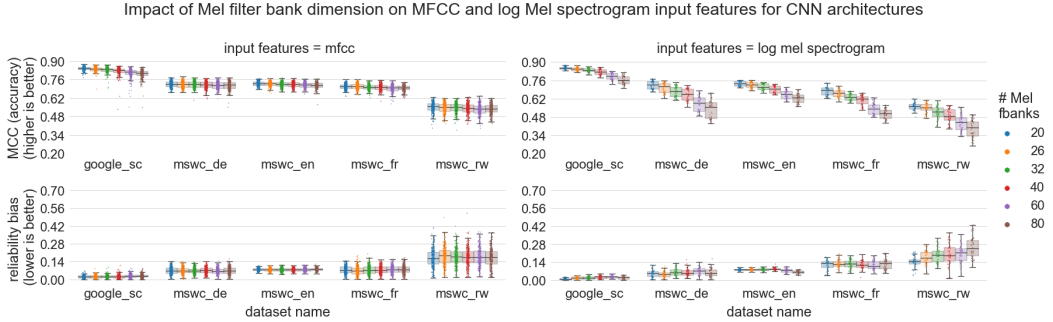 Impact of Mel filter bank dimension on MFCC and log Mel spectrogram input features for CNN architectures
input features = mfcc
input features = log mel spectrogram
MCC (accuracy)
(higher is better)
0.90
0.76
0.62
0.48
0.34
0.20
google_sc mswc_de mswc_en mswc_fr mswc_rw
0.90
0.76
0.62
0.48
0.34
0.20
google_sc mswc_de mswc_en mswc_fr mswc_rw
reliability bias
(lower is better)
0.70
0.56
0.42
0.28
0.14
0.00
google_sc mswc_de mswc_en mswc_fr mswc_rw
dataset name
0.70
0.56
0.42
0.28
0.14
0.00
google_sc mswc_de mswc_en mswc_fr mswc_rw
dataset name
# Mel
fbanks
20
26
32
40
60
80